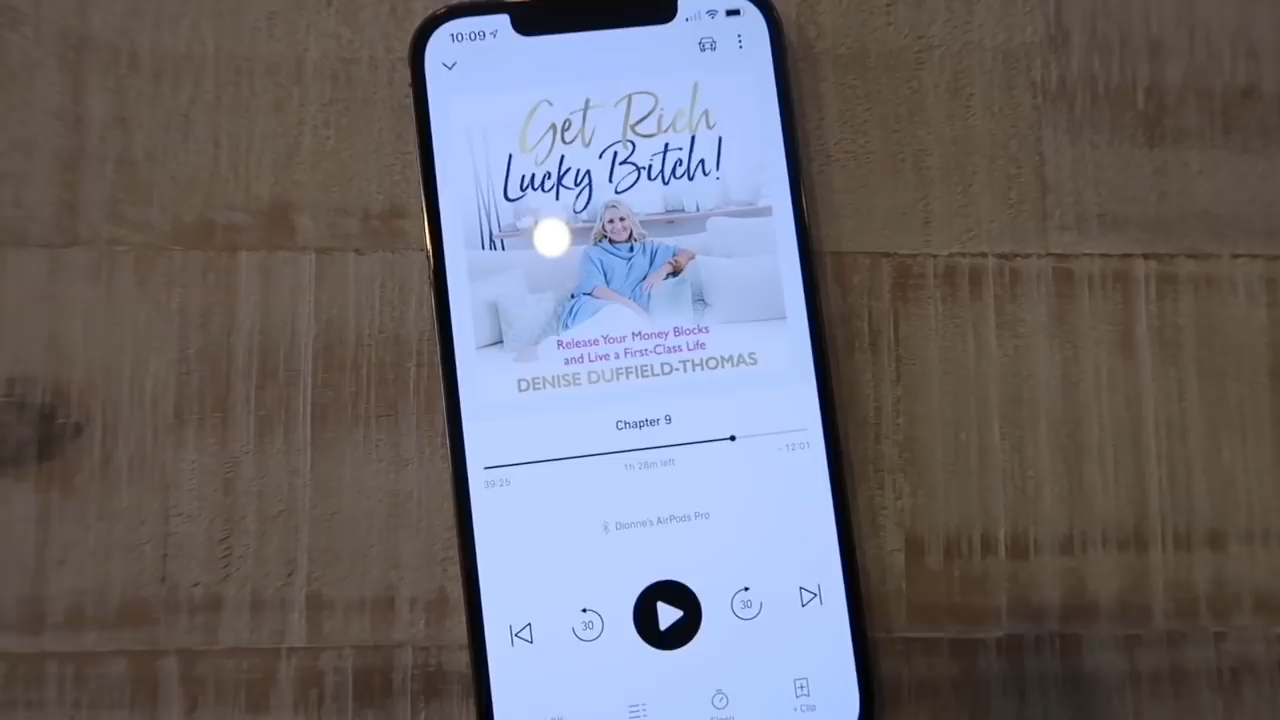 10:09
Get Rich
Lucky Bitch!
Release Your Money Blocks
and Live a First-Class Life
DENISE DUFFIELD-THOMAS
Chapter 9
39:25
1h 28m left
- 12:01
Dionne's AirPods Pro
30
30
+ Clip